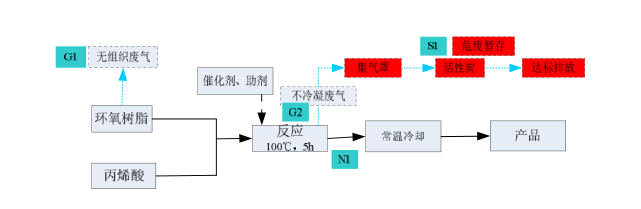 S1 危废暂存
G1 无组织废气
集气罩 活性炭 达标排放
催化剂、助剂
不冷凝废气
G2
环氧树脂
反应
100℃，5h
常温冷却
产品
N1
丙烯酸